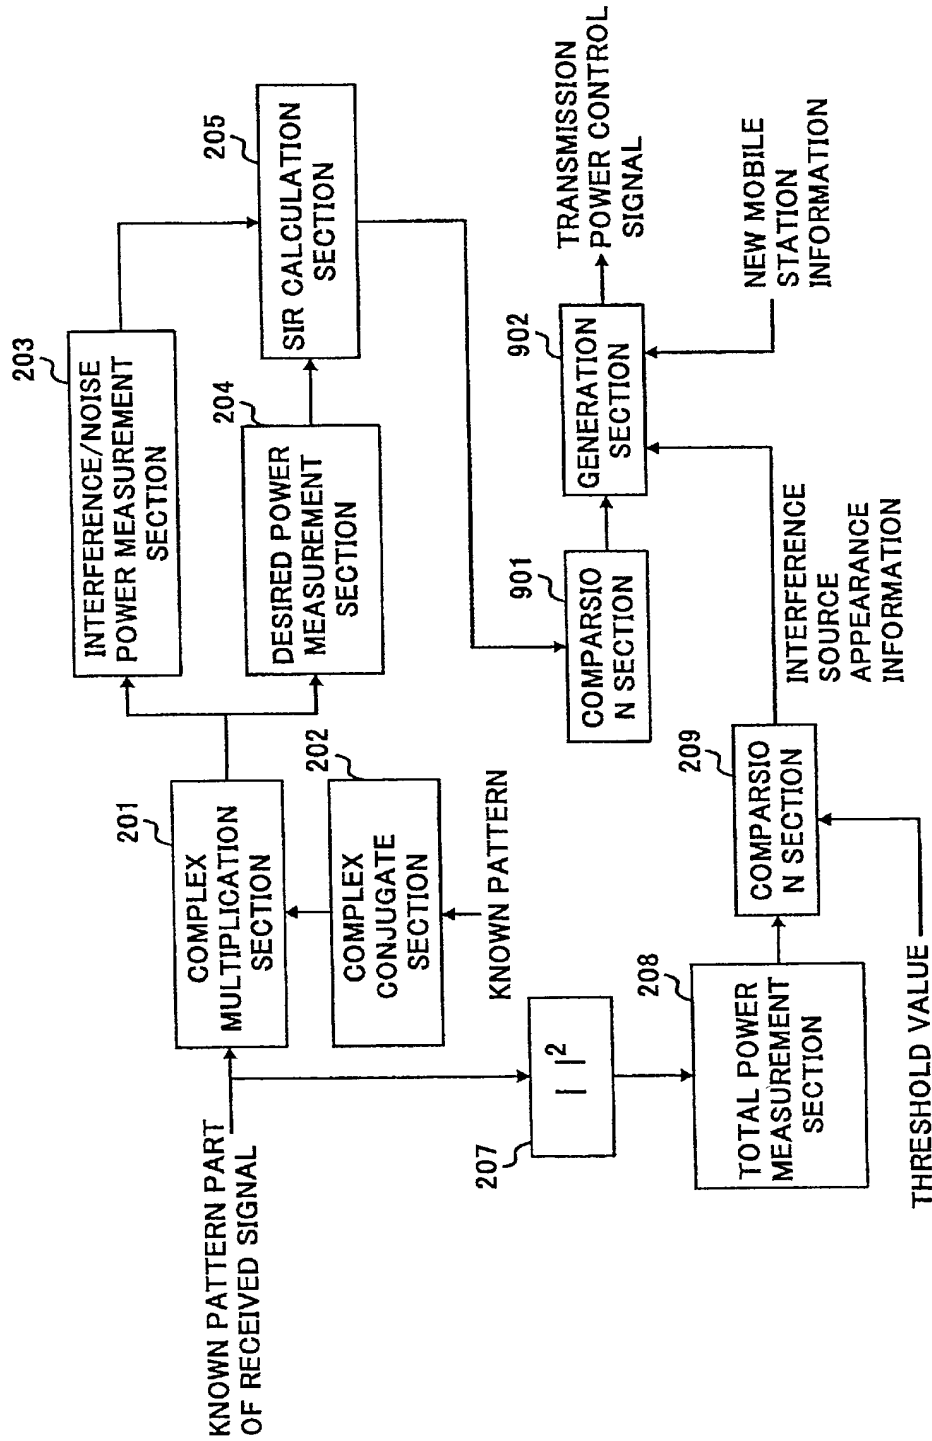 KNOWN PATTERN PART
OF RECEIVED SIGNAL
201
COMPLEX
MULTIPLICATION
SECTION
202
COMPLEX
CONJUGATE
SECTION
KNOWN PATTERN
203
INTERFERENCE/NOISE
POWER MEASUREMENT
SECTION
204
DESIRED POWER
MEASUREMENT
SECTION
205
SIR CALCULATION
SECTION
207
| |2
208
TOTAL POWER
MEASUREMENT
SECTION
209
COMPARSIO
N SECTION
THRESHOLD VALUE
INTERFERENCE
SOURCE
APPEARANCE
INFORMATION
901
COMPARSIO
N SECTION
902
GENERATION
SECTION
TRANSMISSION
POWER CONTROL
SIGNAL
NEW MOBILE
STATION
INFORMATION